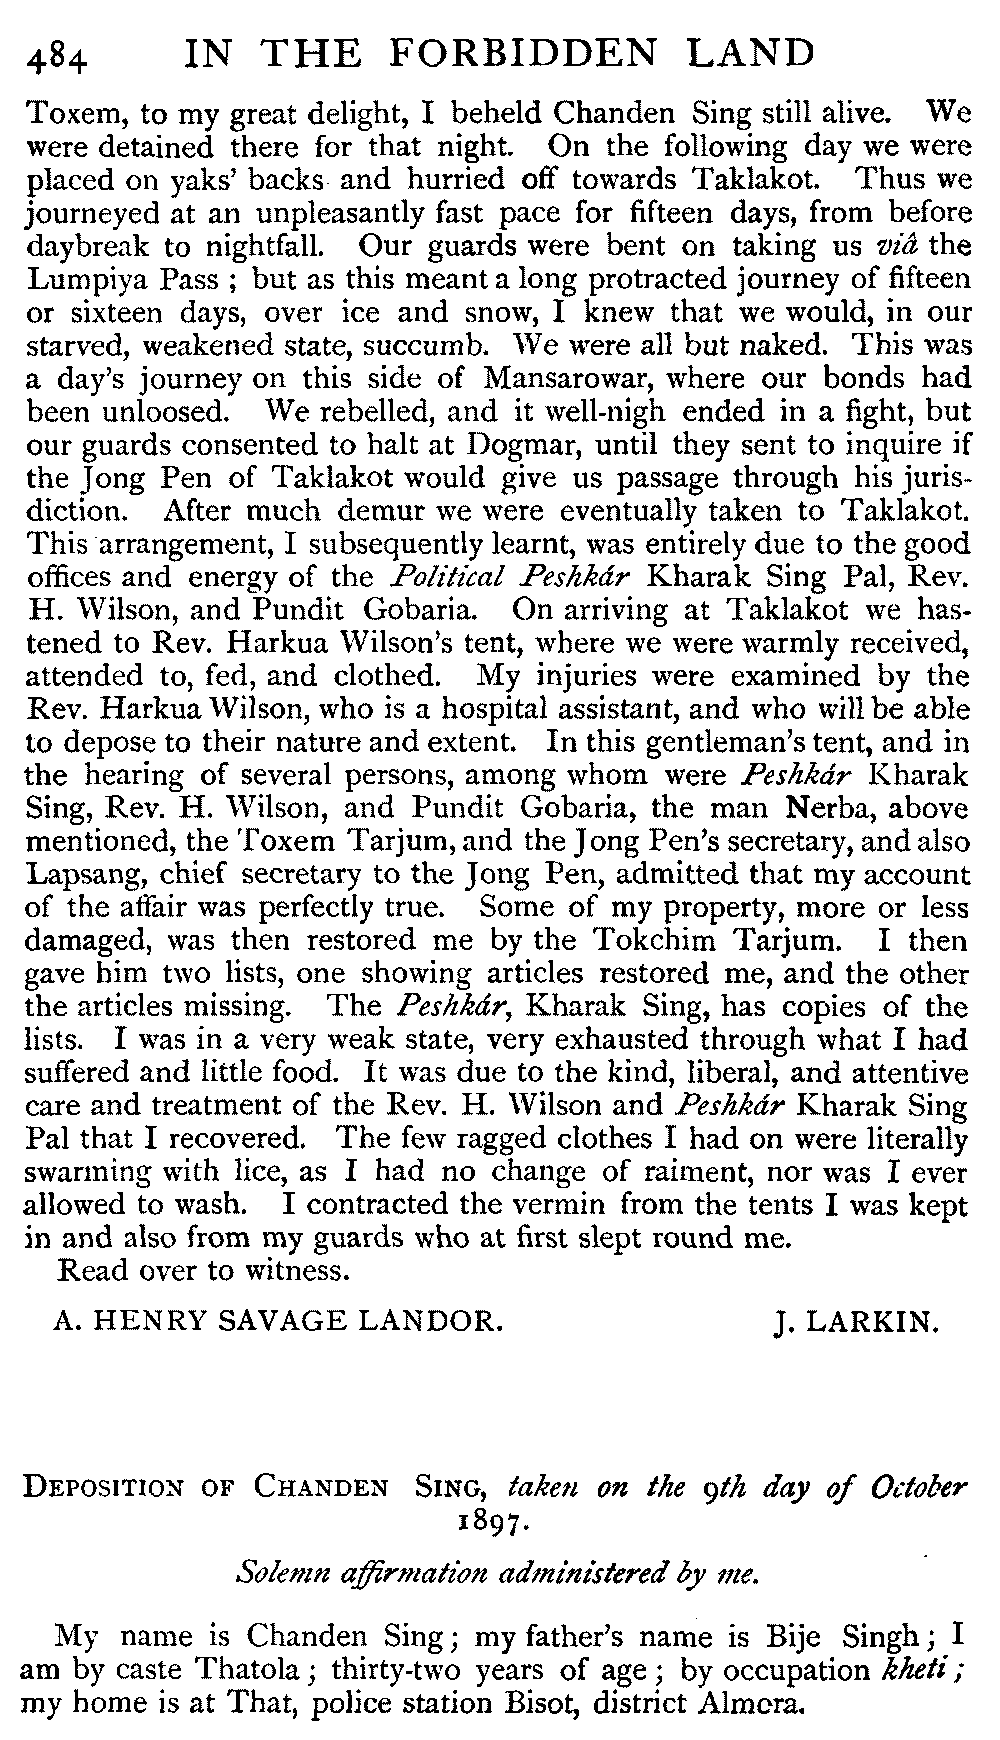 484 IN THE FORBIDDEN LAND
Toxem, to my great delight, I beheld Chanden Sing still alive. We
were detained there for that night. On the following day we were
placed on yaks' backs and hurried off towards Taklakot. Thus we
journeyed at an unpleasantly fast pace for fifteen days, from before
daybreak to nightfall. Our guards were bent on taking us viâ the
Lumpiya Pass ; but as this meant a long protracted journey of fifteen
or sixteen days, over ice and snow, I knew that we would, in our
starved, weakened state, succumb. We were all but naked. This was
a day's journey on this side of Mansarowar, where our bonds had
been unloosed. We rebelled, and it well-nigh ended in a fight, but
our guards consented to halt at Dogmar, until they sent to inquire if
the Jong Pen of Taklakot would give us passage through his juris-
diction. After much demur we were eventually taken to Taklakot.
This arrangement, I subsequently learnt, was entirely due to the good
offices and energy of the Political Peshkár Kharak Sing Pal, Rev.
H. Wilson, and Pundit Gobaria. On arriving at Taklakot we has-
tened to Rev. Harkua Wilson's tent, where we were warmly received,
attended to, fed, and clothed. My injuries were examined by the
Rev. Harkua Wilson, who is a hospital assistant, and who will be able
to depose to their nature and extent. In this gentleman's tent, and in
the hearing of several persons, among whom were Peshkár Kharak
Sing, Rev. H. Wilson, and Pundit Gobaria, the man Nerba, above
mentioned, the Toxem Tarjum, and the Jong Pen's secretary, and also
Lapsang, chief secretary to the Jong Pen, admitted that my account
of the affair was perfectly true. Some of my property, more or less
damaged, was then restored me by the Tokchim Tarjum. I then
gave him two lists, one showing articles restored me, and the other
the articles missing. The Peshkár, Kharak Sing, has copies of the
lists. I was in a very weak state, very exhausted through what I had
suffered and little food. It was due to the kind, liberal, and attentive
care and treatment of the Rev. H. Wilson and Peshkár Kharak Sing
Pal that I recovered. The few ragged clothes I had on were literally
swarming with lice, as I had no change of raiment, nor was I ever
allowed to wash. I contracted the vermin from the tents I was kept
in and also from my guards who at first slept round me.
Read over to witness.
A. HENRY SAVAGE LANDOR. J. LARKIN.
DEPOSITION OF CHANDEN SING, taken on the 9th day of October
1897.
Solemn affirmation administered by me.
My name is Chanden Sing ; my father's name is Bije Singh ; I
am by caste Thatola ; thirty-two years of age ; by occupation kheti ;
my home is at That, police station Bisot, district Almora.